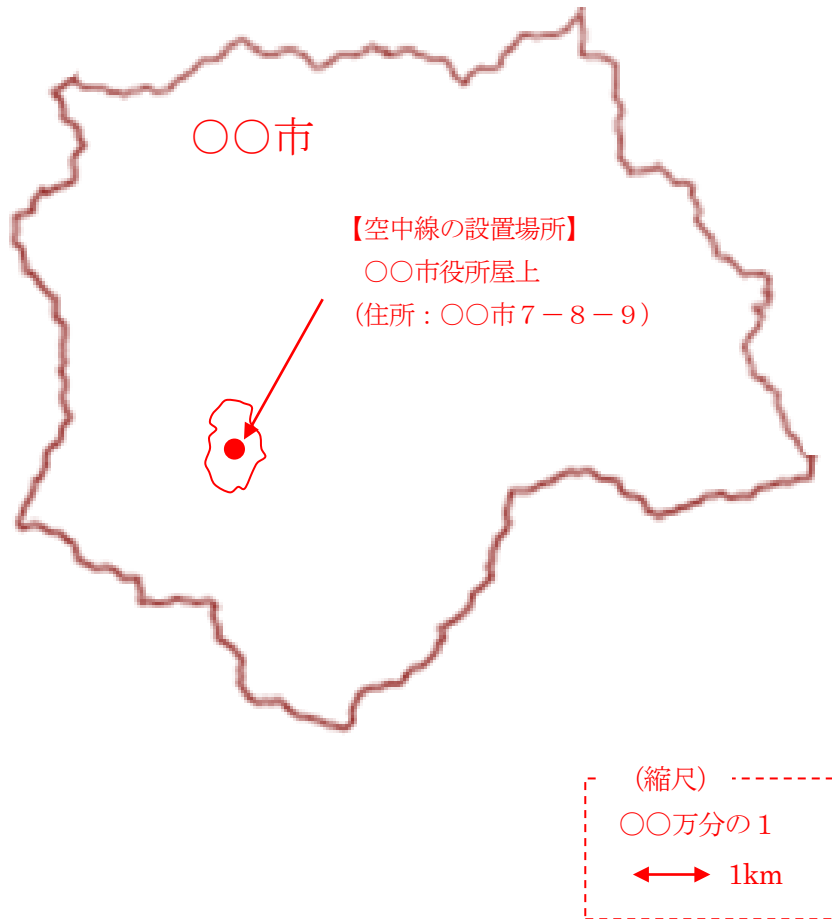 ○○市
【空中線の設置場所】
○○市役所屋上
（住所：○○市７－８－９）
（縮尺）
○○万分の１
1km